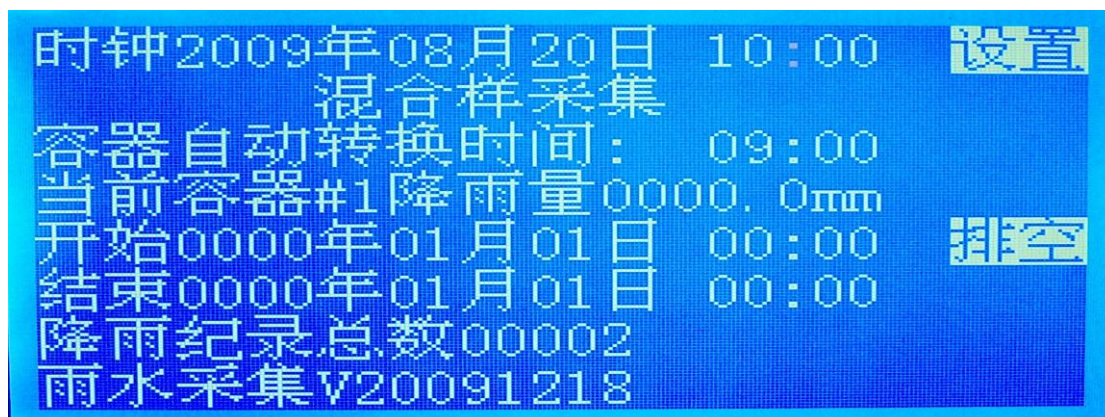 时钟2009年08月20日 10:00 设置
混合样采集
容器自动转换时间: 09:00
当前容器#1降雨量0000.0mm
开始0000年01月01日 00:00 排空
结束0000年01月01日 00:00
降雨纪录总数00002
雨水采集V20091218